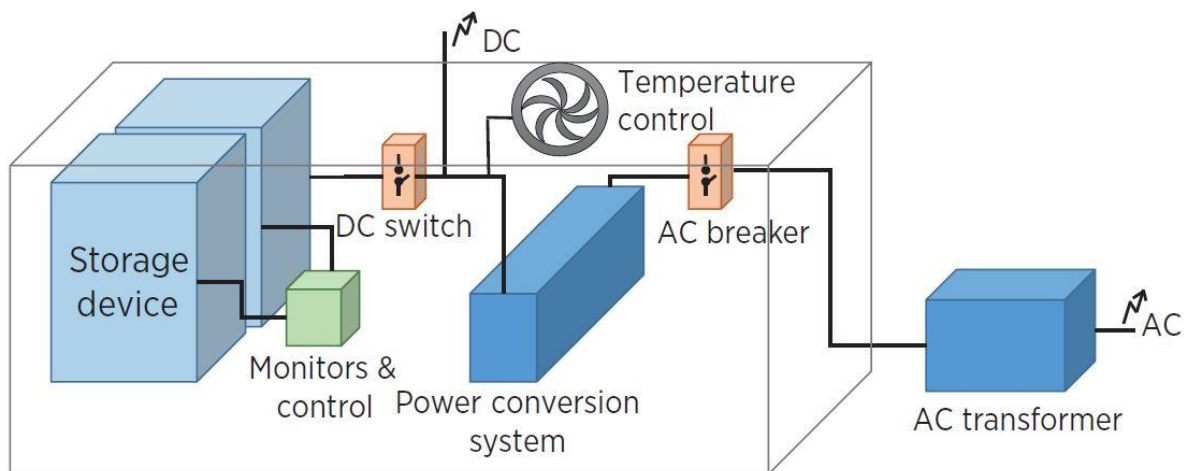 DC
Temperature
control
DC switch
AC breaker
Storage
device
Monitors &
control
Power conversion
system
AC
AC transformer